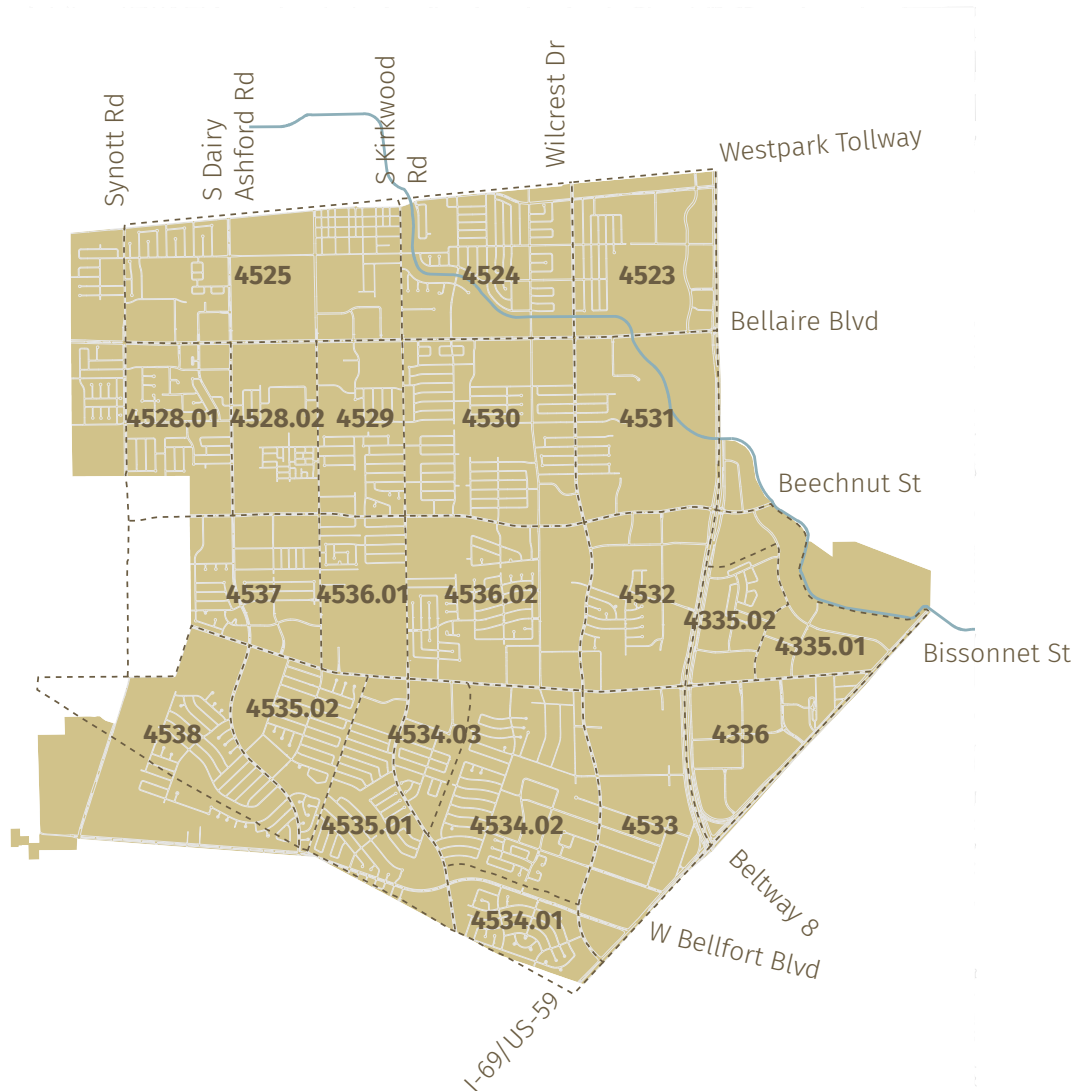 Synott Rd
S Dairy
Ashford Rd
S Kirkwood
Rd
Wilcrest Dr
Westpark Tollway
4525
4524
4523
Bellaire Blvd
4528.01
4528.02
4529
4530
4531
Beechnut St
4537
4536.01
4536.02
4532
4335.02
4335.01
Bissonnet St
4538
4535.02
4534.03
4336
4535.01
4534.02
4533
Beltway 8
4534.01
W Bellfort Blvd
I-69/US-59